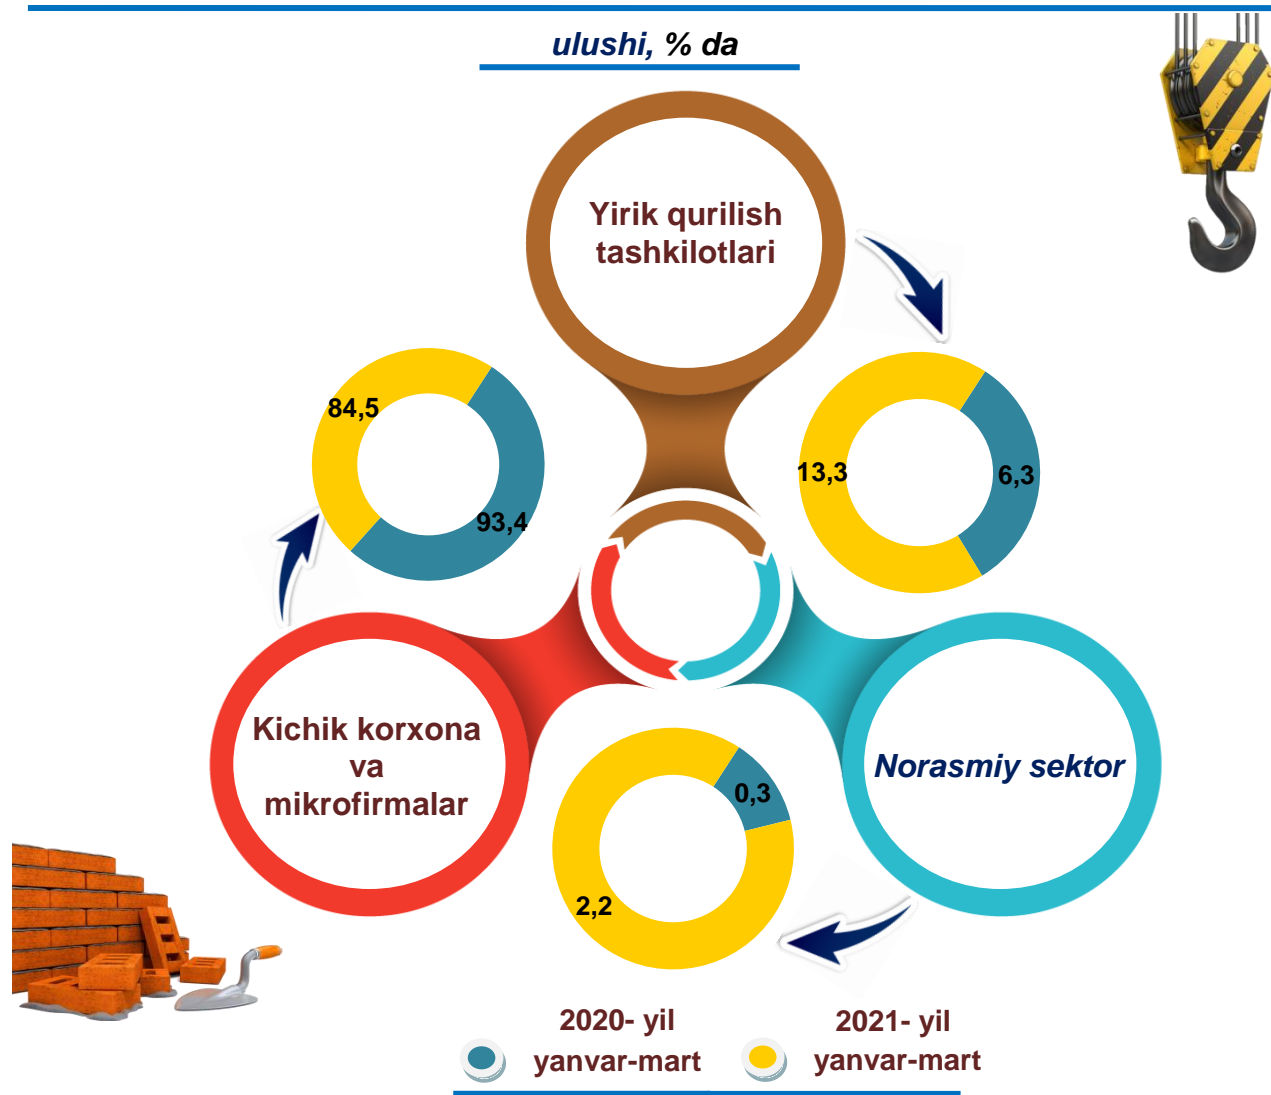 ulushi, % da
Yirik qurilish
tashkilotlari
84,5
93,4
13,3
6,3
Kichik korxona
va
mikrofirmalar
Norasmiy sektor
0,3
2,2
2020- yil
yanvar-mart
2021- yil
yanvar-mart